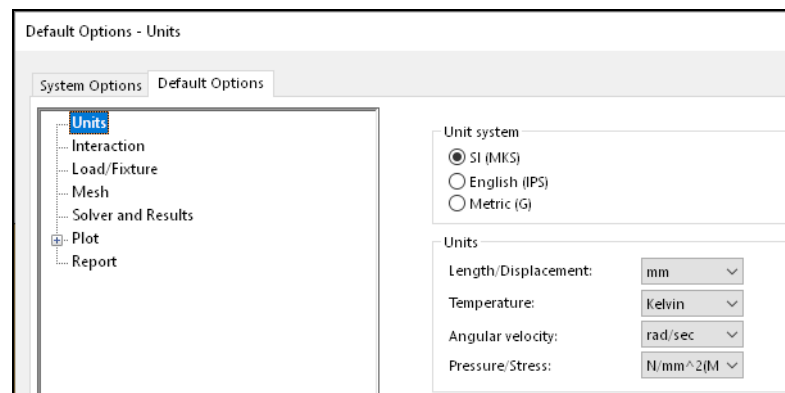 Default Options - Units
System Options
Default Options
Units
Interaction
Load/Fixture
Mesh
Solver and Results
Plot
Report
Unit system
SI (MKS)
English (IPS)
Metric (G)
Units
Length/Displacement: mm
Temperature: Kelvin
Angular velocity: rad/sec
Pressure/Stress: N/mm^2(M